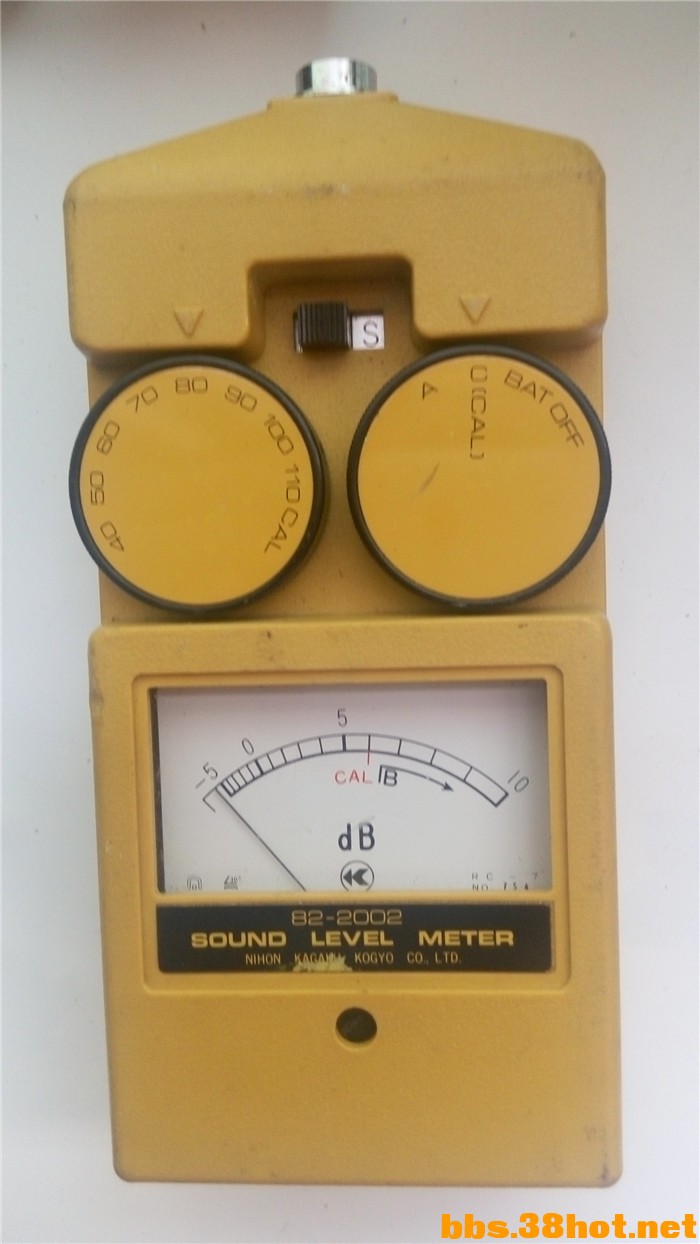 S
40 50 60 70 80 90 100 110 CAL
A C (CAL) BAT OFF
-5 0 5 10
CAL B
dB
82-2002
SOUND LEVEL METER
NIHON KAGAKU KOGYO CO., LTD.
bbs.38hot.net